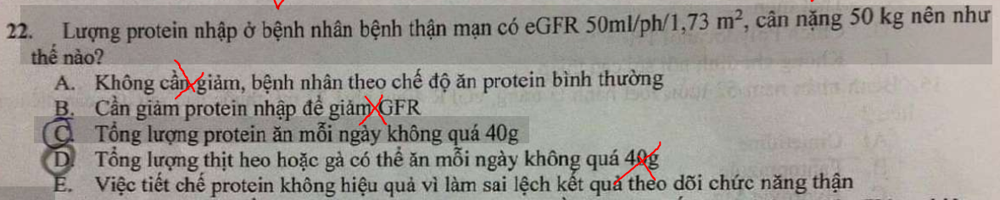 22. Lượng protein nhập ở bệnh nhân bệnh thận mạn có eGFR 50ml/ph/1,73 m², cân nặng 50 kg nên như
thế nào?
A. Không cần giảm, bệnh nhân theo chế độ ăn protein bình thường
B. Cần giảm protein nhập để giảm GFR
C. Tổng lượng protein ăn mỗi ngày không quá 40g
D. Tổng lượng thịt heo hoặc gà có thể ăn mỗi ngày không quá 40g
E. Việc tiết chế protein không hiệu quả vì làm sai lệch kết quả theo dõi chức năng thận